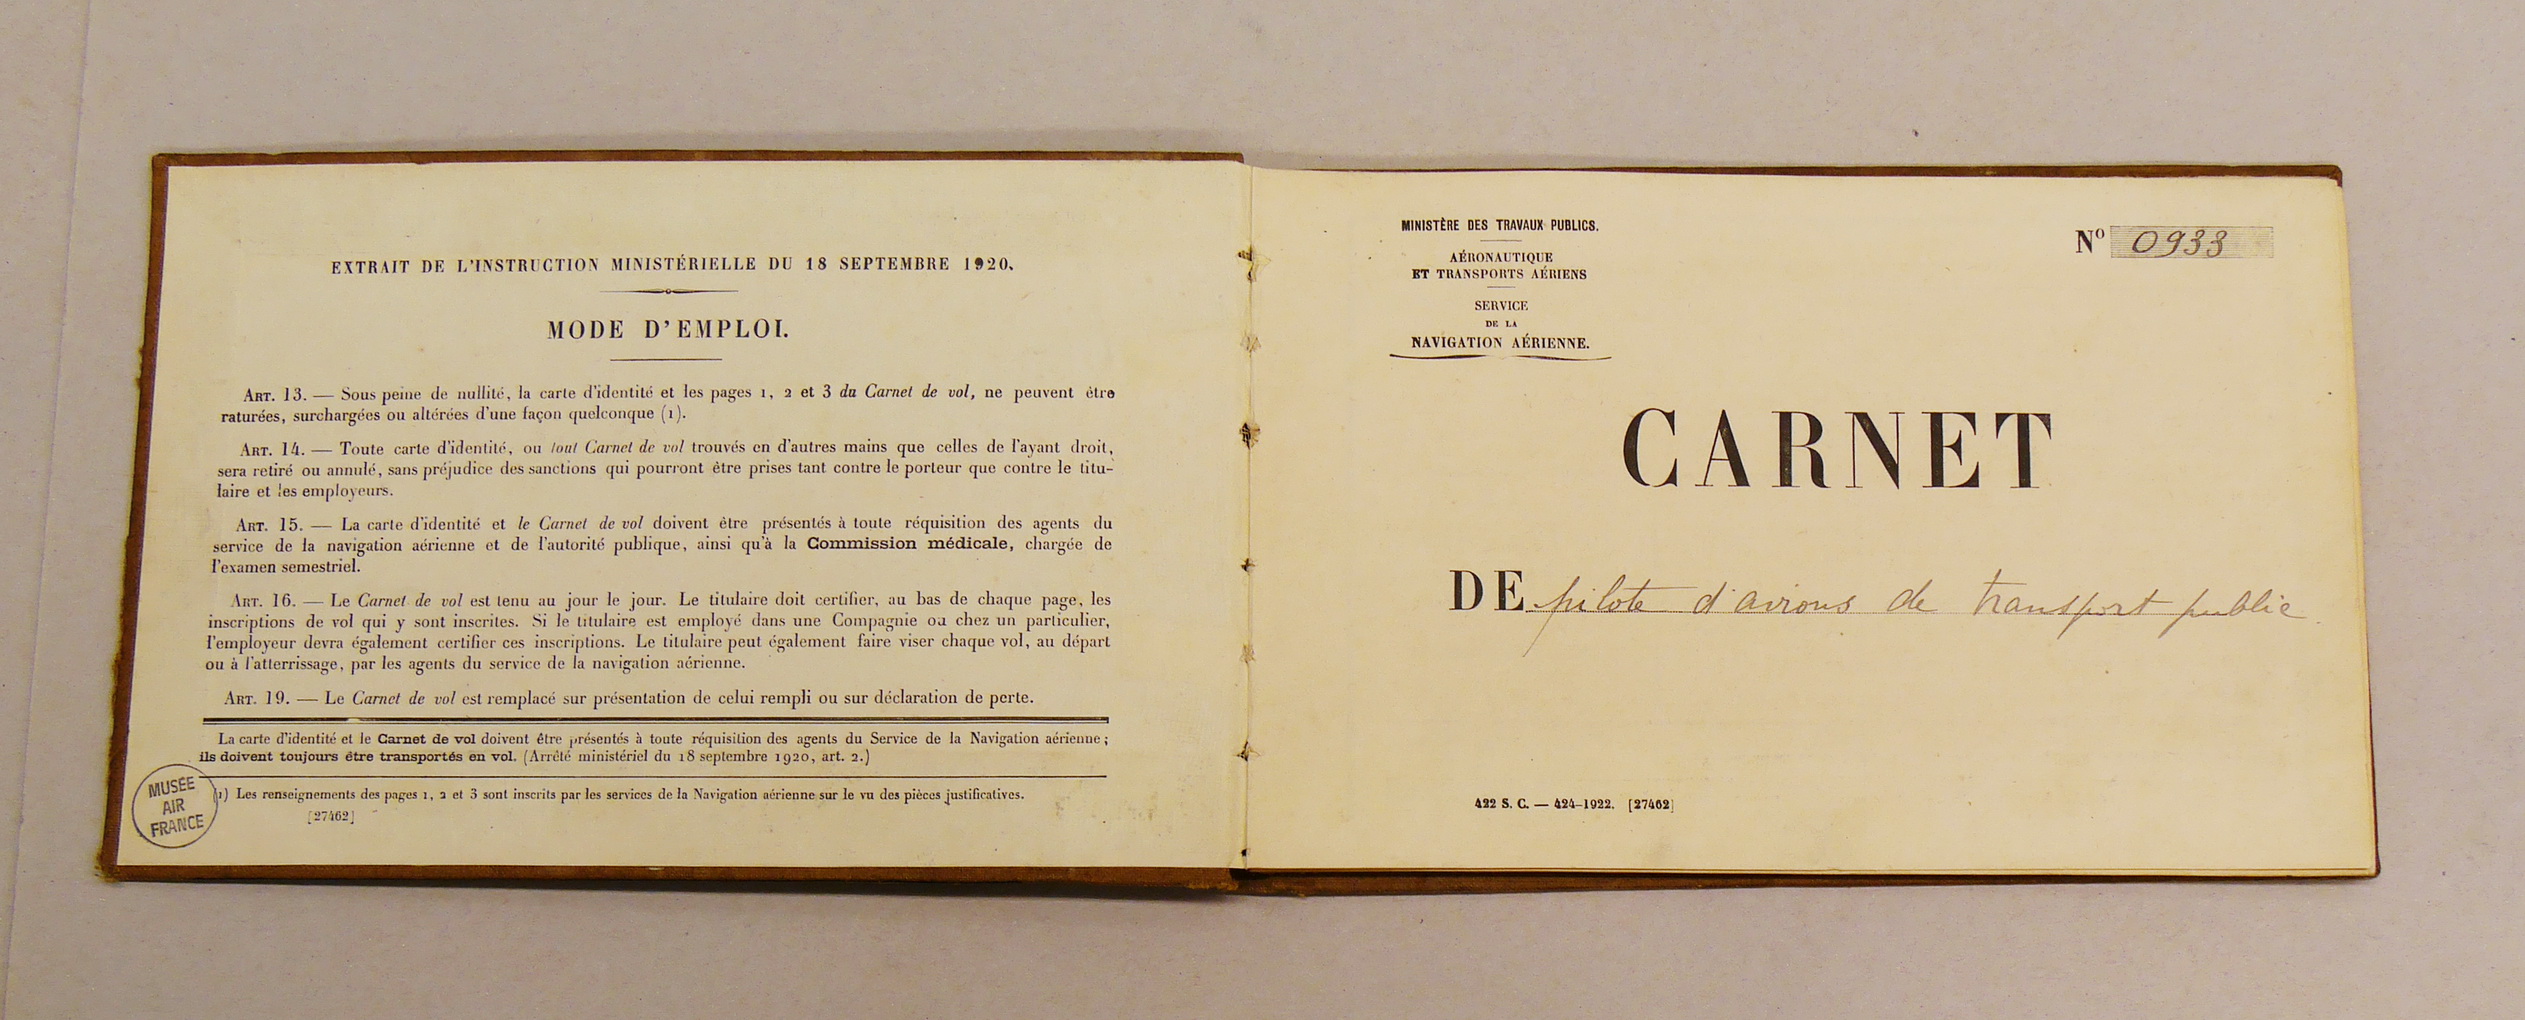 EXTRAIT DE L'INSTRUCTION MINISTÉRIELLE DU 18 SEPTEMBRE 1920.
MODE D'EMPLOI.
ART. 13. — Sous peine de nullité, la carte d'identité et les pages 1, 2 et 3 du Carnet de vol, ne peuvent être
raturées, surchargées ou altérées d'une façon quelconque (1).
ART. 14. — Toute carte d'identité, ou tout Carnet de vol trouvés en d'autres mains que celles de l'ayant droit,
sera retiré ou annulé, sans préjudice des sanctions qui pourront être prises tant contre le porteur que contre le titu-
laire et les employeurs.
ART. 15. — La carte d'identité et le Carnet de vol doivent être présentés à toute réquisition des agents du
service de la navigation aérienne et de l'autorité publique, ainsi qu'à la Commission médicale, chargée de
l'examen semestriel.
ART. 16. — Le Carnet de vol est tenu au jour le jour. Le titulaire doit certifier, au bas de chaque page, les
inscriptions de vol qui y sont inscrites. Si le titulaire est employé dans une Compagnie ou chez un particulier,
l'employeur devra également certifier ces inscriptions. Le titulaire peut également faire viser chaque vol, au départ
ou à l'atterrissage, par les agents du service de la navigation aérienne.
ART. 19. — Le Carnet de vol est remplacé sur présentation de celui rempli ou sur déclaration de perte.
La carte d'identité et le Carnet de vol doivent être présentés à toute réquisition des agents du Service de la Navigation aérienne;
ils doivent toujours être transportés en vol. (Arrêté ministériel du 18 septembre 1920, art. 2.)
(1) Les renseignements des pages 1, 2 et 3 sont inscrits par les services de la Navigation aérienne sur le vu des pièces justificatives.
[27462]
MUSÉE
AIR
FRANCE
MINISTÈRE DES TRAVAUX PUBLICS.
AÉRONAUTIQUE
ET TRANSPORTS AÉRIENS
SERVICE
DE LA
NAVIGATION AÉRIENNE.
Nº 0933
CARNET
DE pilote d'avions de transport public
422 S. C. — 424-1922. [27462]